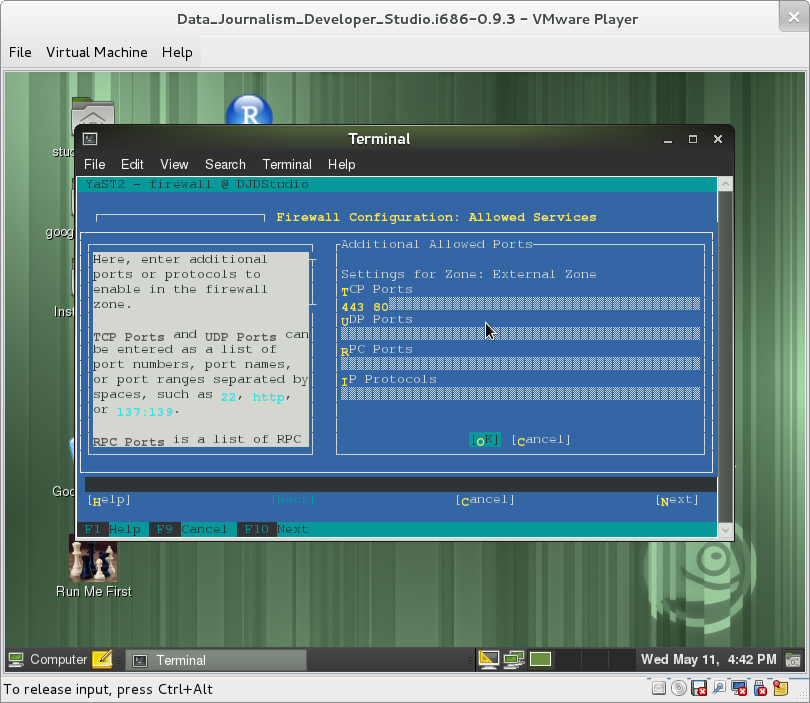 Data_Journalism_Developer_Studio.i686-0.9.3 - VMware Player
File Virtual Machine Help
R
Terminal
File Edit View Search Terminal Help
YaST2 - firewall @ DJDStudio
Firewall Configuration: Allowed Services
Here, enter additional
ports or protocols to
enable in the firewall
zone.
TCP Ports and UDP Ports can
be entered as a list of
port numbers, port names,
or port ranges separated by
spaces, such as 22, http,
or 137:139.
RPC Ports is a list of RPC
Additional Allowed Ports
Settings for Zone: External Zone
TCP Ports
443 80
UDP Ports
RPC Ports
IP Protocols
[OK] [Cancel]
[Help] [Back] [Cancel] [Next]
F1 Help F9 Cancel F10 Next
stud
goog
Inst
Goo
Run Me First
Computer Terminal Wed May 11, 4:42 PM
To release input, press Ctrl+Alt